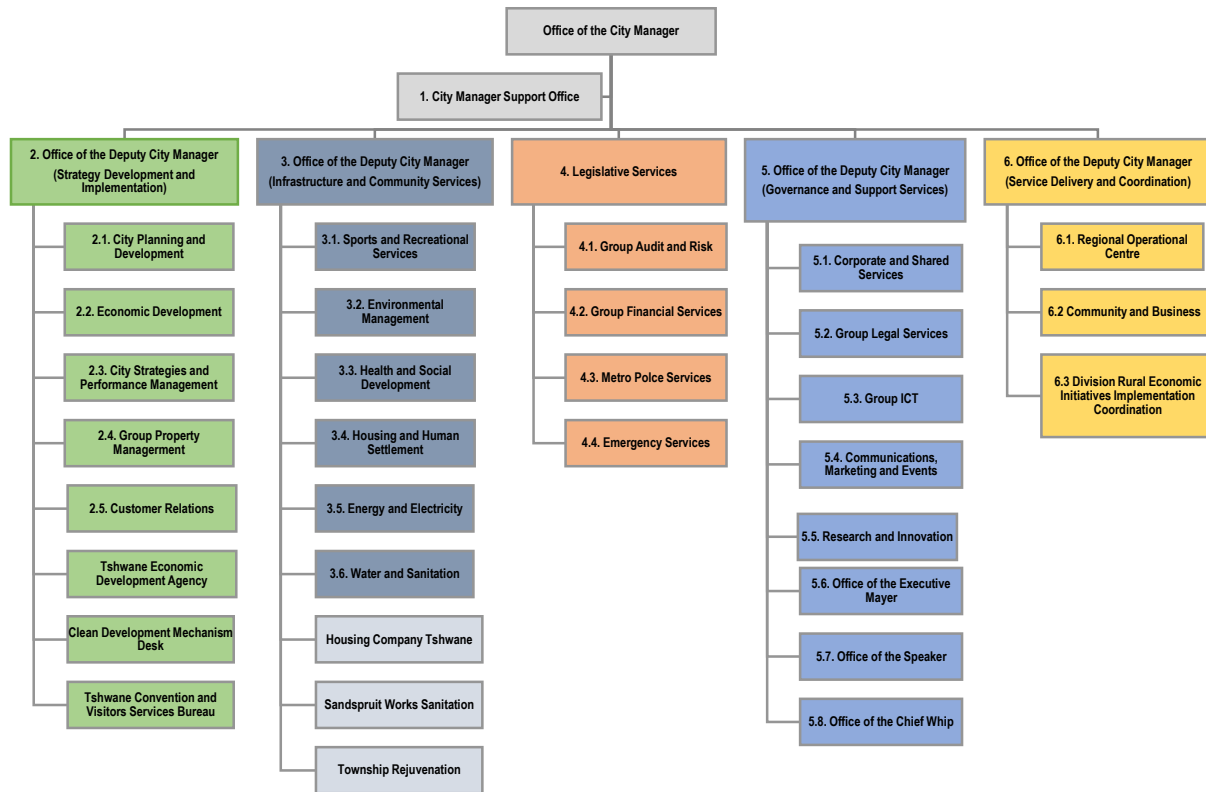 Office of the City Manager
1. City Manager Support Office
2. Office of the Deputy City Manager
(Strategy Development and
Implementation)
2.1. City Planning and
Development
2.2. Economic Development
2.3. City Strategies and
Performance Management
2.4. Group Property
Managerment
2.5. Customer Relations
Tshwane Economic
Development Agency
Clean Development Mechanism
Desk
Tshwane Convention and
Visitors Services Bureau
3. Office of the Deputy City Manager
(Infrastructure and Community Services)
3.1. Sports and Recreational
Services
3.2. Environmental
Management
3.3. Health and Social
Development
3.4. Housing and Human
Settlement
3.5. Energy and Electricity
3.6. Water and Sanitation
Housing Company Tshwane
Sandspruit Works Sanitation
Township Rejuvenation
4. Legislative Services
4.1. Group Audit and Risk
4.2. Group Financial Services
4.3. Metro Polce Services
4.4. Emergency Services
5. Office of the Deputy City Manager
(Governance and Support Services)
5.1. Corporate and Shared
Services
5.2. Group Legal Services
5.3. Group ICT
5.4. Communications,
Marketing and Events
5.5. Research and Innovation
5.6. Office of the Executive
Mayer
5.7. Office of the Speaker
5.8. Office of the Chief Whip
6. Office of the Deputy City Manager
(Service Delivery and Coordination)
6.1. Regional Operational
Centre
6.2 Community and Business
6.3 Division Rural Economic
Initiatives Implementation
Coordination